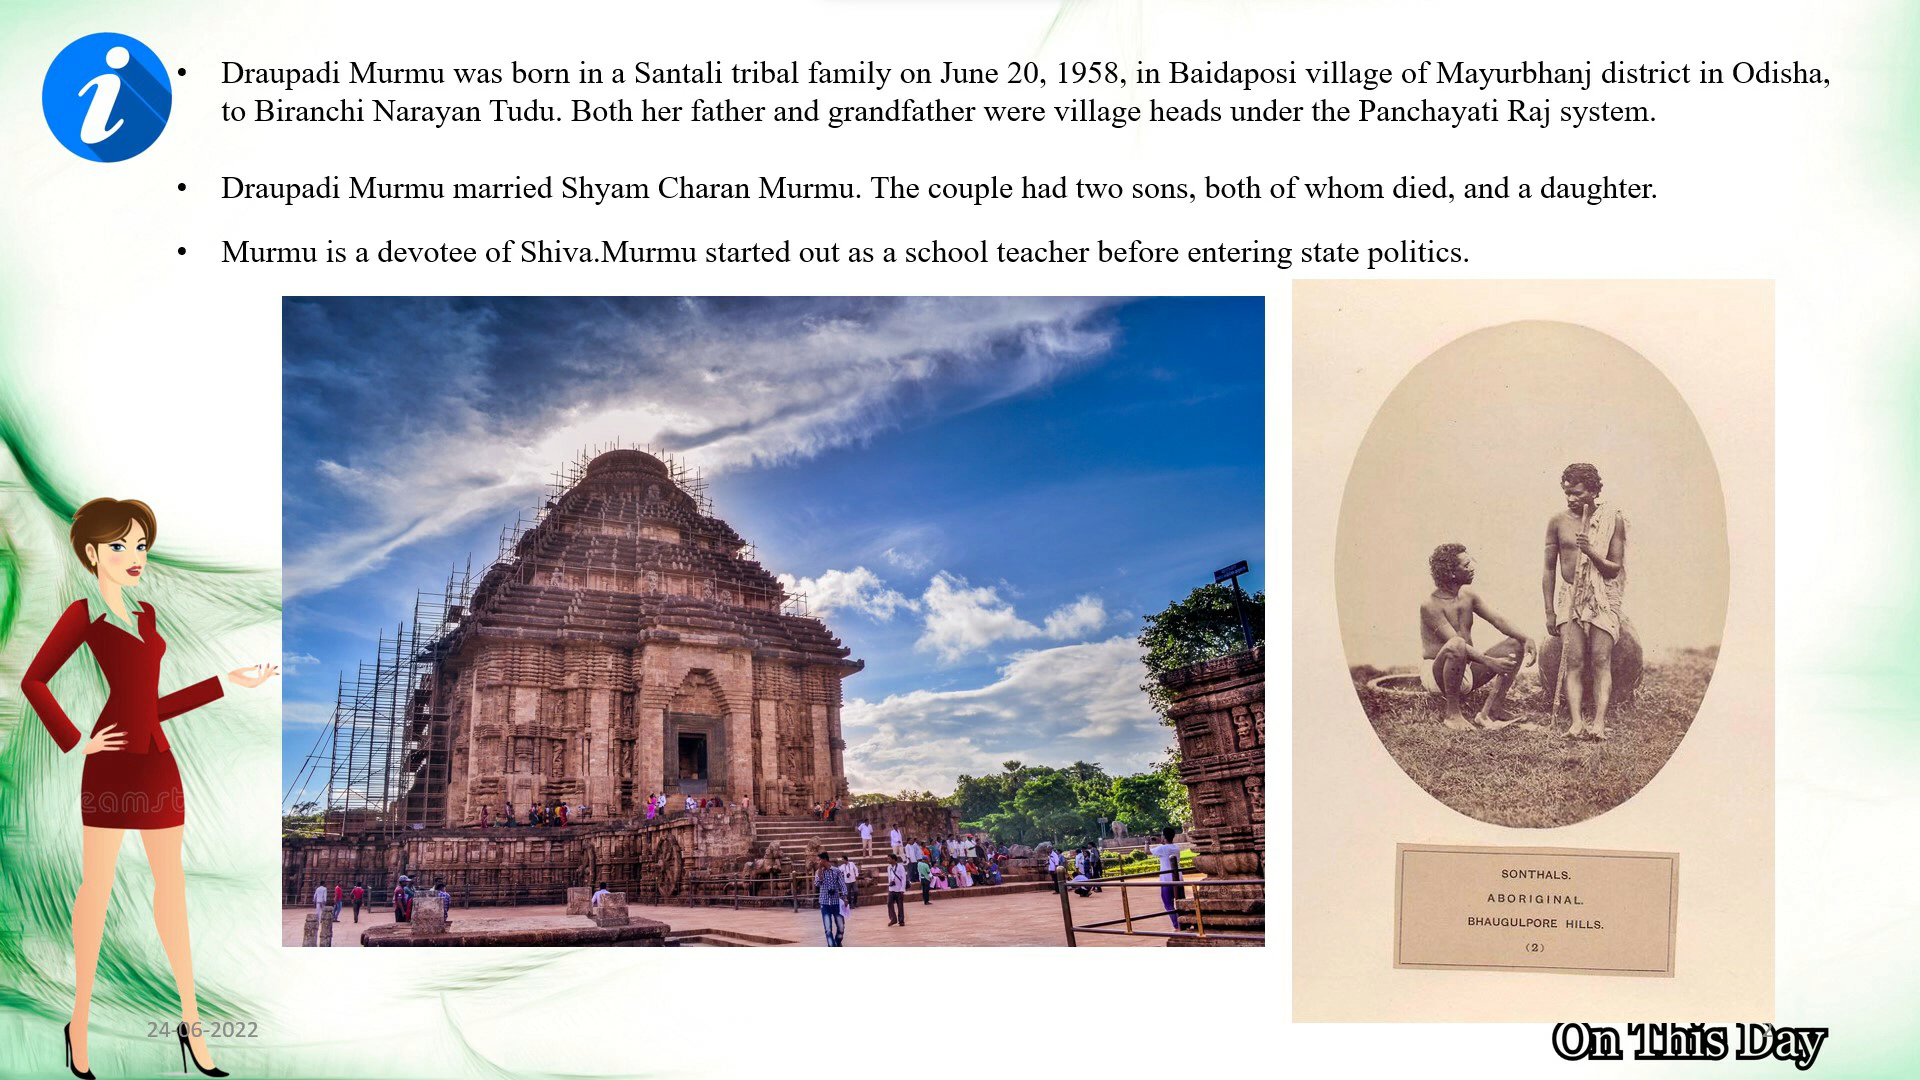 • Draupadi Murmu was born in a Santali tribal family on June 20, 1958, in Baidaposi village of Mayurbhanj district in Odisha,
to Biranchi Narayan Tudu. Both her father and grandfather were village heads under the Panchayati Raj system.
• Draupadi Murmu married Shyam Charan Murmu. The couple had two sons, both of whom died, and a daughter.
• Murmu is a devotee of Shiva.Murmu started out as a school teacher before entering state politics.
SONTHALS.
ABORIGINAL.
BHAUGULPORE HILLS.
(2)
eamst
24-06-2022
On This Day